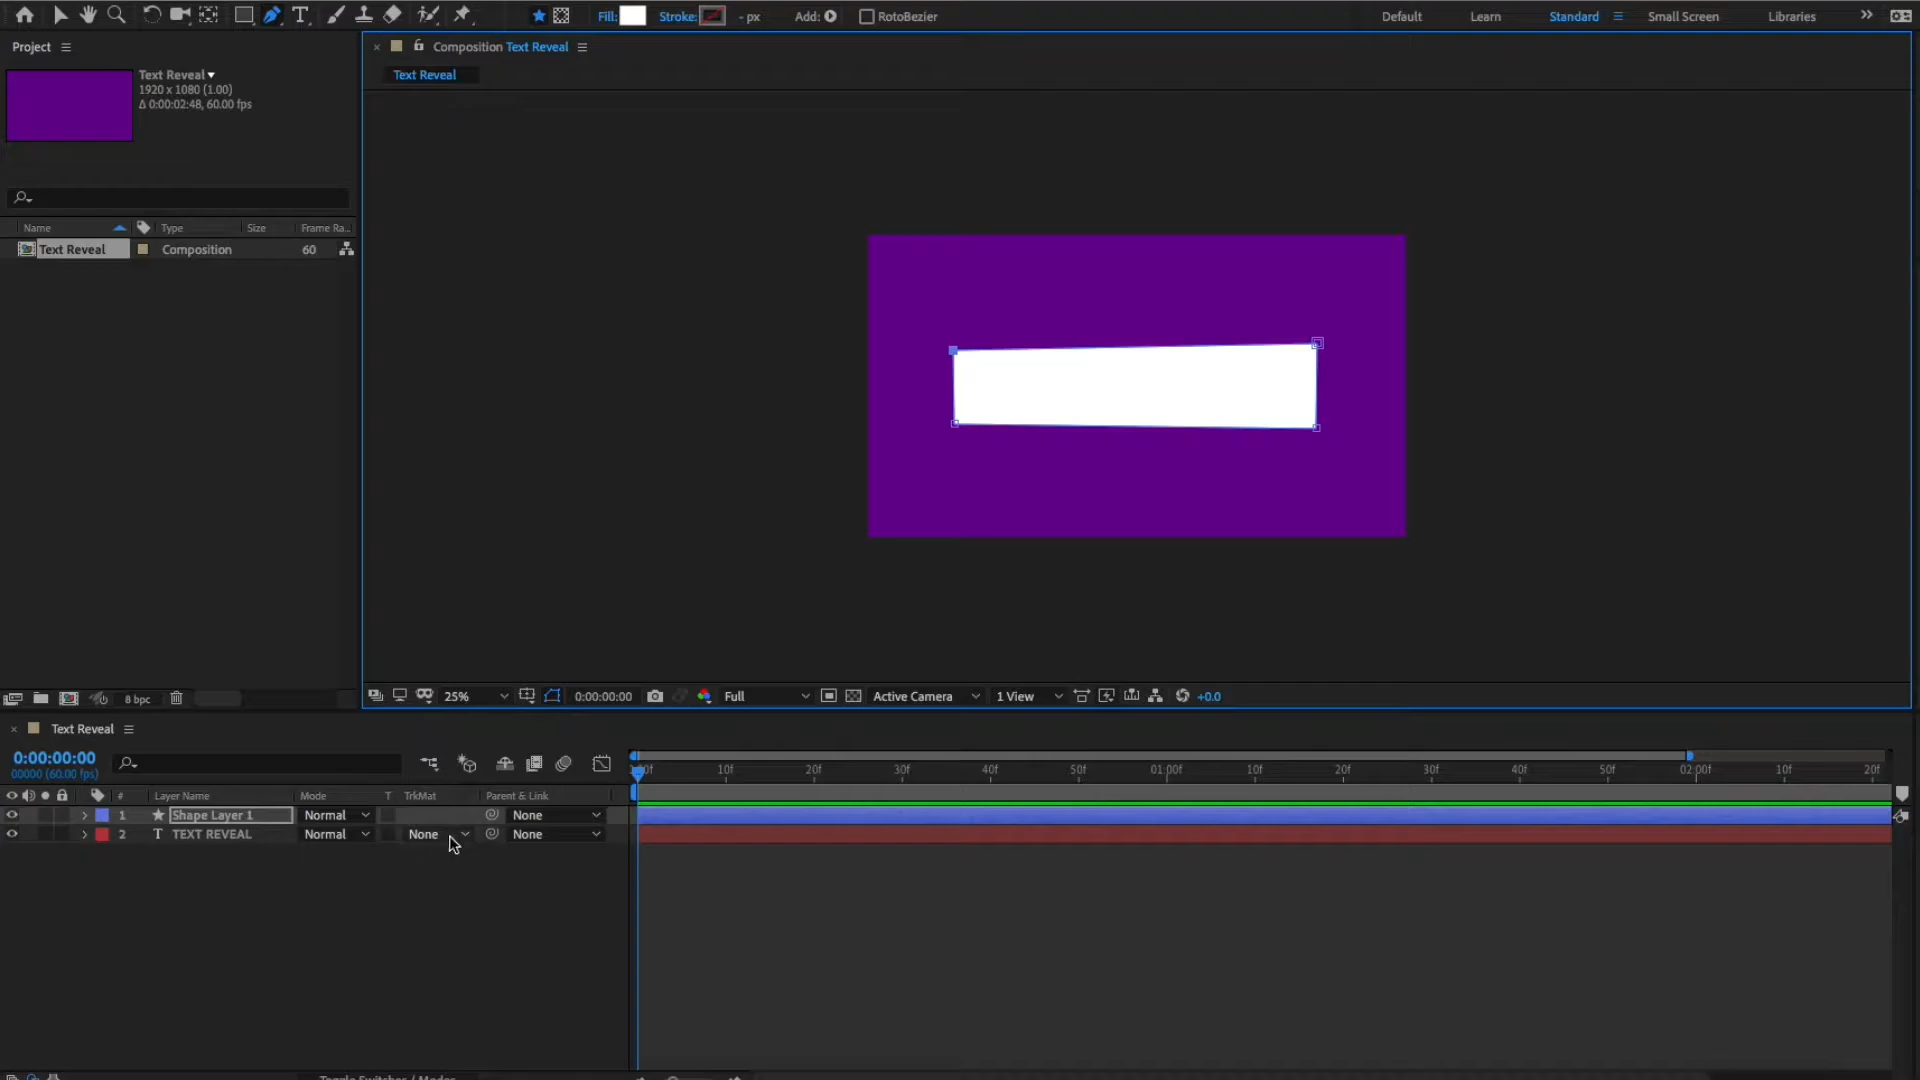 Fill: Stroke: - px Add: RotoBezier Default Learn Standard Small Screen Libraries
Project
Text Reveal
1920 x 1080 (1.00)
Δ 0:00:02:48, 60.00 fps
Name Type Size Frame Ra..
Text Reveal Composition 60
8 bpc
Composition Text Reveal
Text Reveal
25% 0:00:00:00 Full Active Camera 1 View +0.0
Text Reveal
0:00:00:00
00000 (60.00 fps)
10f 20f 30f 40f 50f 01:00f 10f 20f 30f 40f 50f 02:00f 10f 20f
# Layer Name Mode T TrkMat Parent & Link
1 Shape Layer 1 Normal None
2 T TEXT REVEAL Normal None None